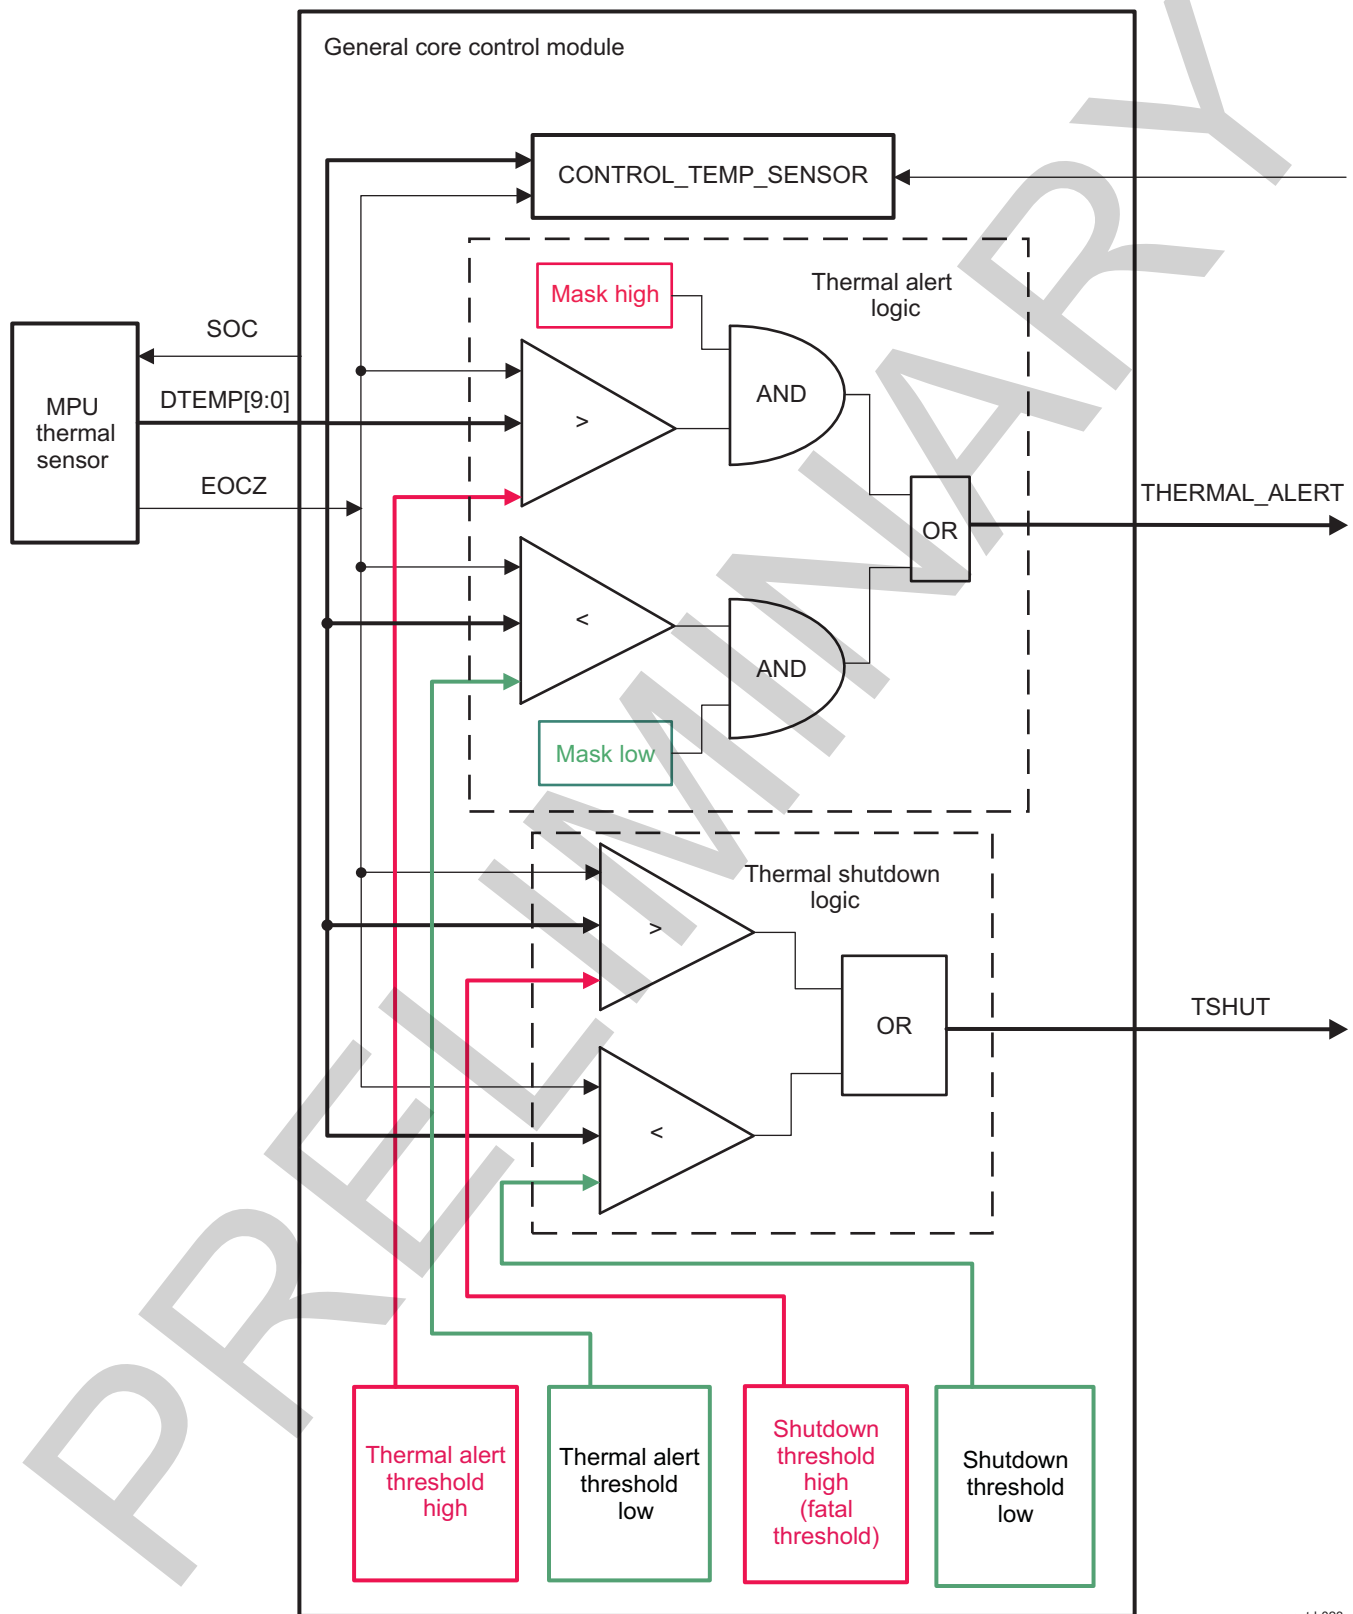 General core control module
CONTROL_TEMP_SENSOR
Mask high
Thermal alert
logic
SOC
DTEMP[9:0]
MPU
thermal
sensor
EOCZ
>
AND
OR
THERMAL_ALERT
<
AND
Mask low
Thermal shutdown
logic
>
OR
TSHUT
<
Thermal alert
threshold
high
Thermal alert
threshold
low
Shutdown
threshold
high
(fatal
threshold)
Shutdown
threshold
low
PRELIMINARY